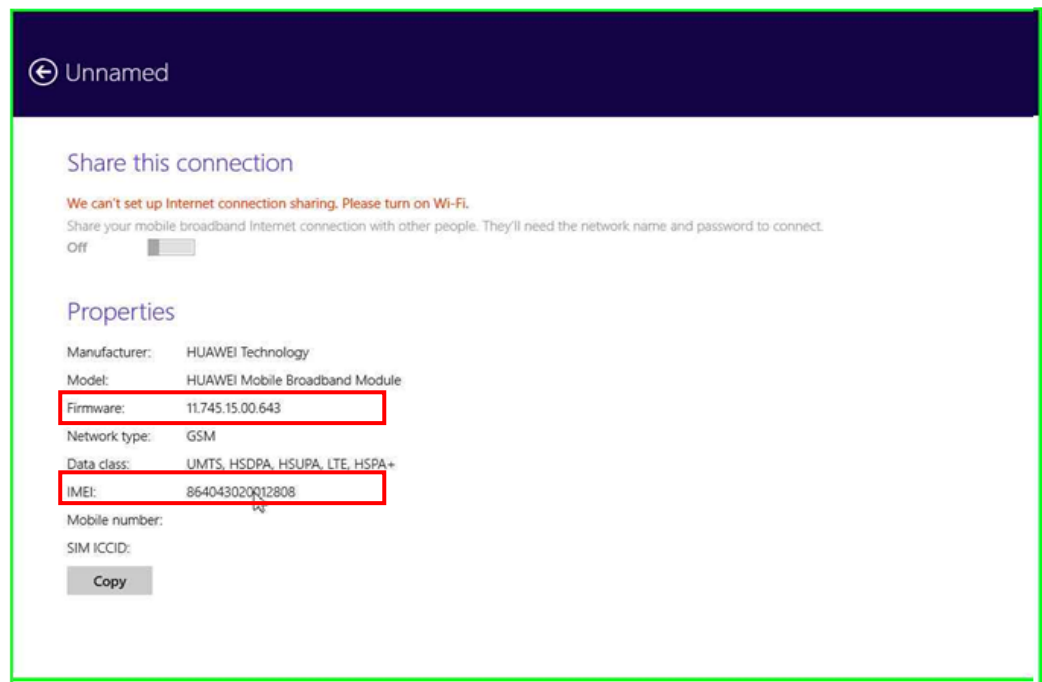 Unnamed
Share this connection
We can't set up Internet connection sharing. Please turn on Wi-Fi.
Share your mobile broadband Internet connection with other people. They'll need the network name and password to connect.
Off
Properties
Manufacturer: HUAWEI Technology
Model: HUAWEI Mobile Broadband Module
Firmware: 11.745.15.00.643
Network type: GSM
Data class: UMTS, HSDPA, HSUPA, LTE, HSPA+
IMEI: 864043020012808
Mobile number:
SIM ICCID:
Copy